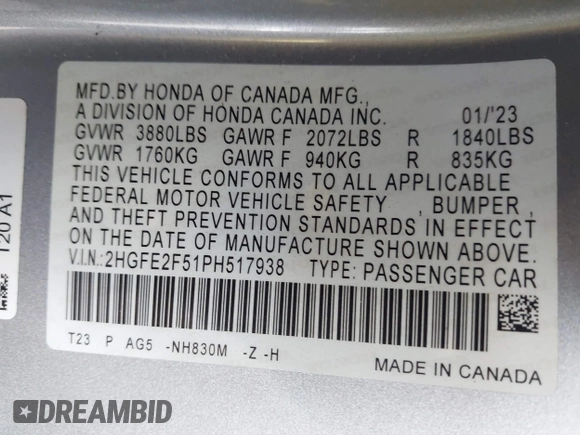 MFD.BY HONDA OF CANADA MFG.,
A DIVISION OF HONDA CANADA INC. 01/'23
GVWR 3880LBS GAWR F 2072LBS R 1840LBS
GVWR 1760KG GAWR F 940KG R 835KG
THIS VEHICLE CONFORMS TO ALL APPLICABLE
FEDERAL MOTOR VEHICLE SAFETY , BUMPER ,
AND THEFT PREVENTION STANDARDS IN EFFECT
ON THE DATE OF MANUFACTURE SHOWN ABOVE.
V.I.N.:2HGFE2F51PH517938 TYPE: PASSENGER CAR
T23 P AG5 -NH830M -Z -H
MADE IN CANADA
T20 A1
DREAMBID